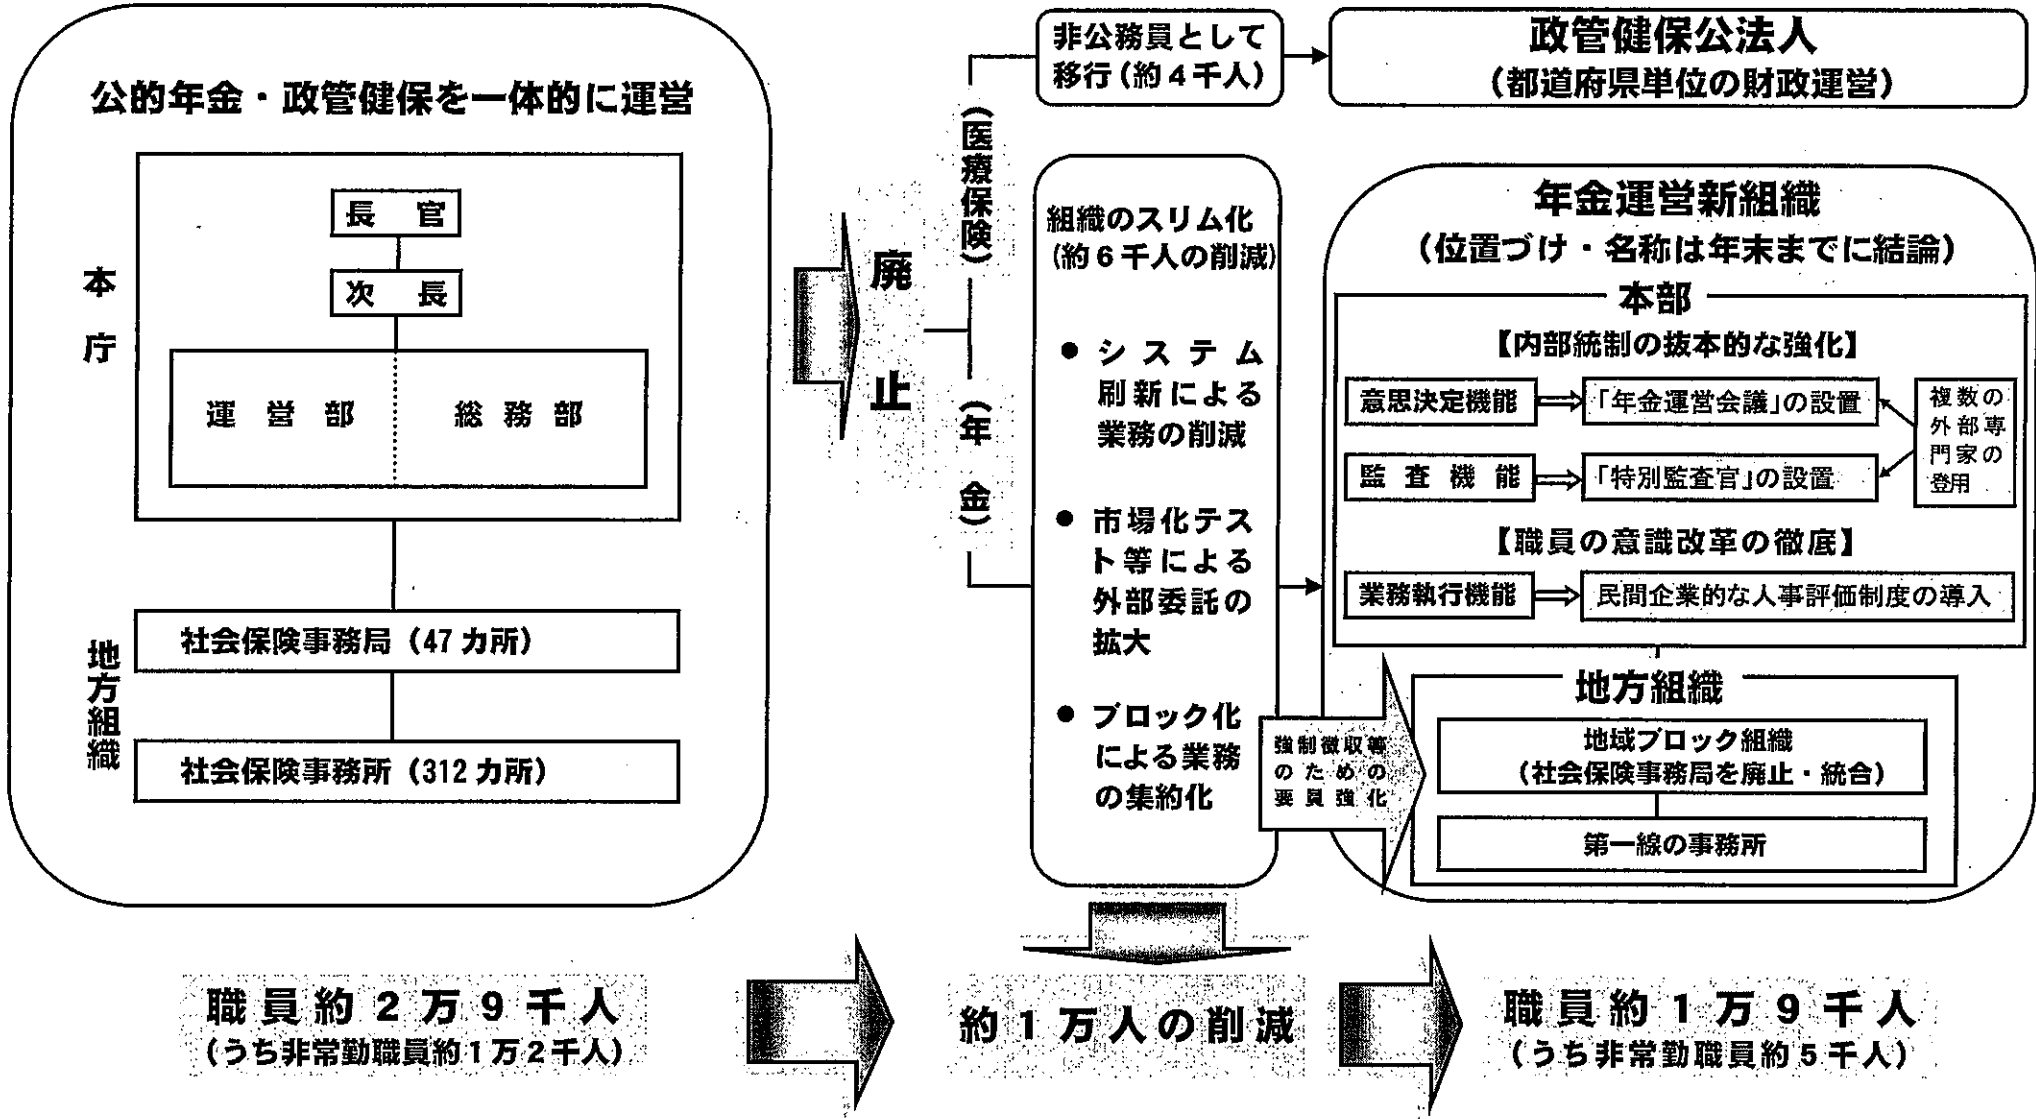 公的年金・政管健保を一体的に運営
本庁
長官
次長
運営部
総務部
地方組織
社会保険事務局（47カ所）
社会保険事務所（312カ所）
廃止
（医療保険）
（年金）
非公務員として
移行（約4千人）
政管健保公法人
（都道府県単位の財政運営）
組織のスリム化
（約6千人の削減）
● システム
刷新による
業務の削減
● 市場化テス
ト等による
外部委託の
拡大
● ブロック化
による業務
の集約化
年金運営新組織
（位置づけ・名称は年末までに結論）
本部
【内部統制の抜本的な強化】
意思決定機能
「年金運営会議」の設置
監査機能
「特別監査官」の設置
複数の
外部専
門家の
登用
【職員の意識改革の徹底】
業務執行機能
民間企業的な人事評価制度の導入
強制徴収等
のための
要員強化
地方組織
地域ブロック組織
（社会保険事務局を廃止・統合）
第一線の事務所
職員約2万9千人
（うち非常勤職員約1万2千人）
約1万人の削減
職員約1万9千人
（うち非常勤職員約5千人）